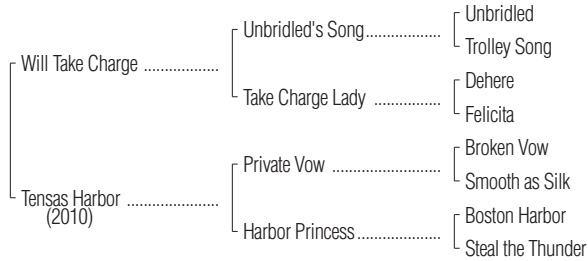 Unbridled
Unbridled's Song..................
Trolley Song
Will Take Charge ..................
Dehere
Take Charge Lady ................
Felicita
Broken Vow
Private Vow ........................
Smooth as Silk
Tensas Harbor ......................
(2010)
Boston Harbor
Harbor Princess....................
Steal the Thunder